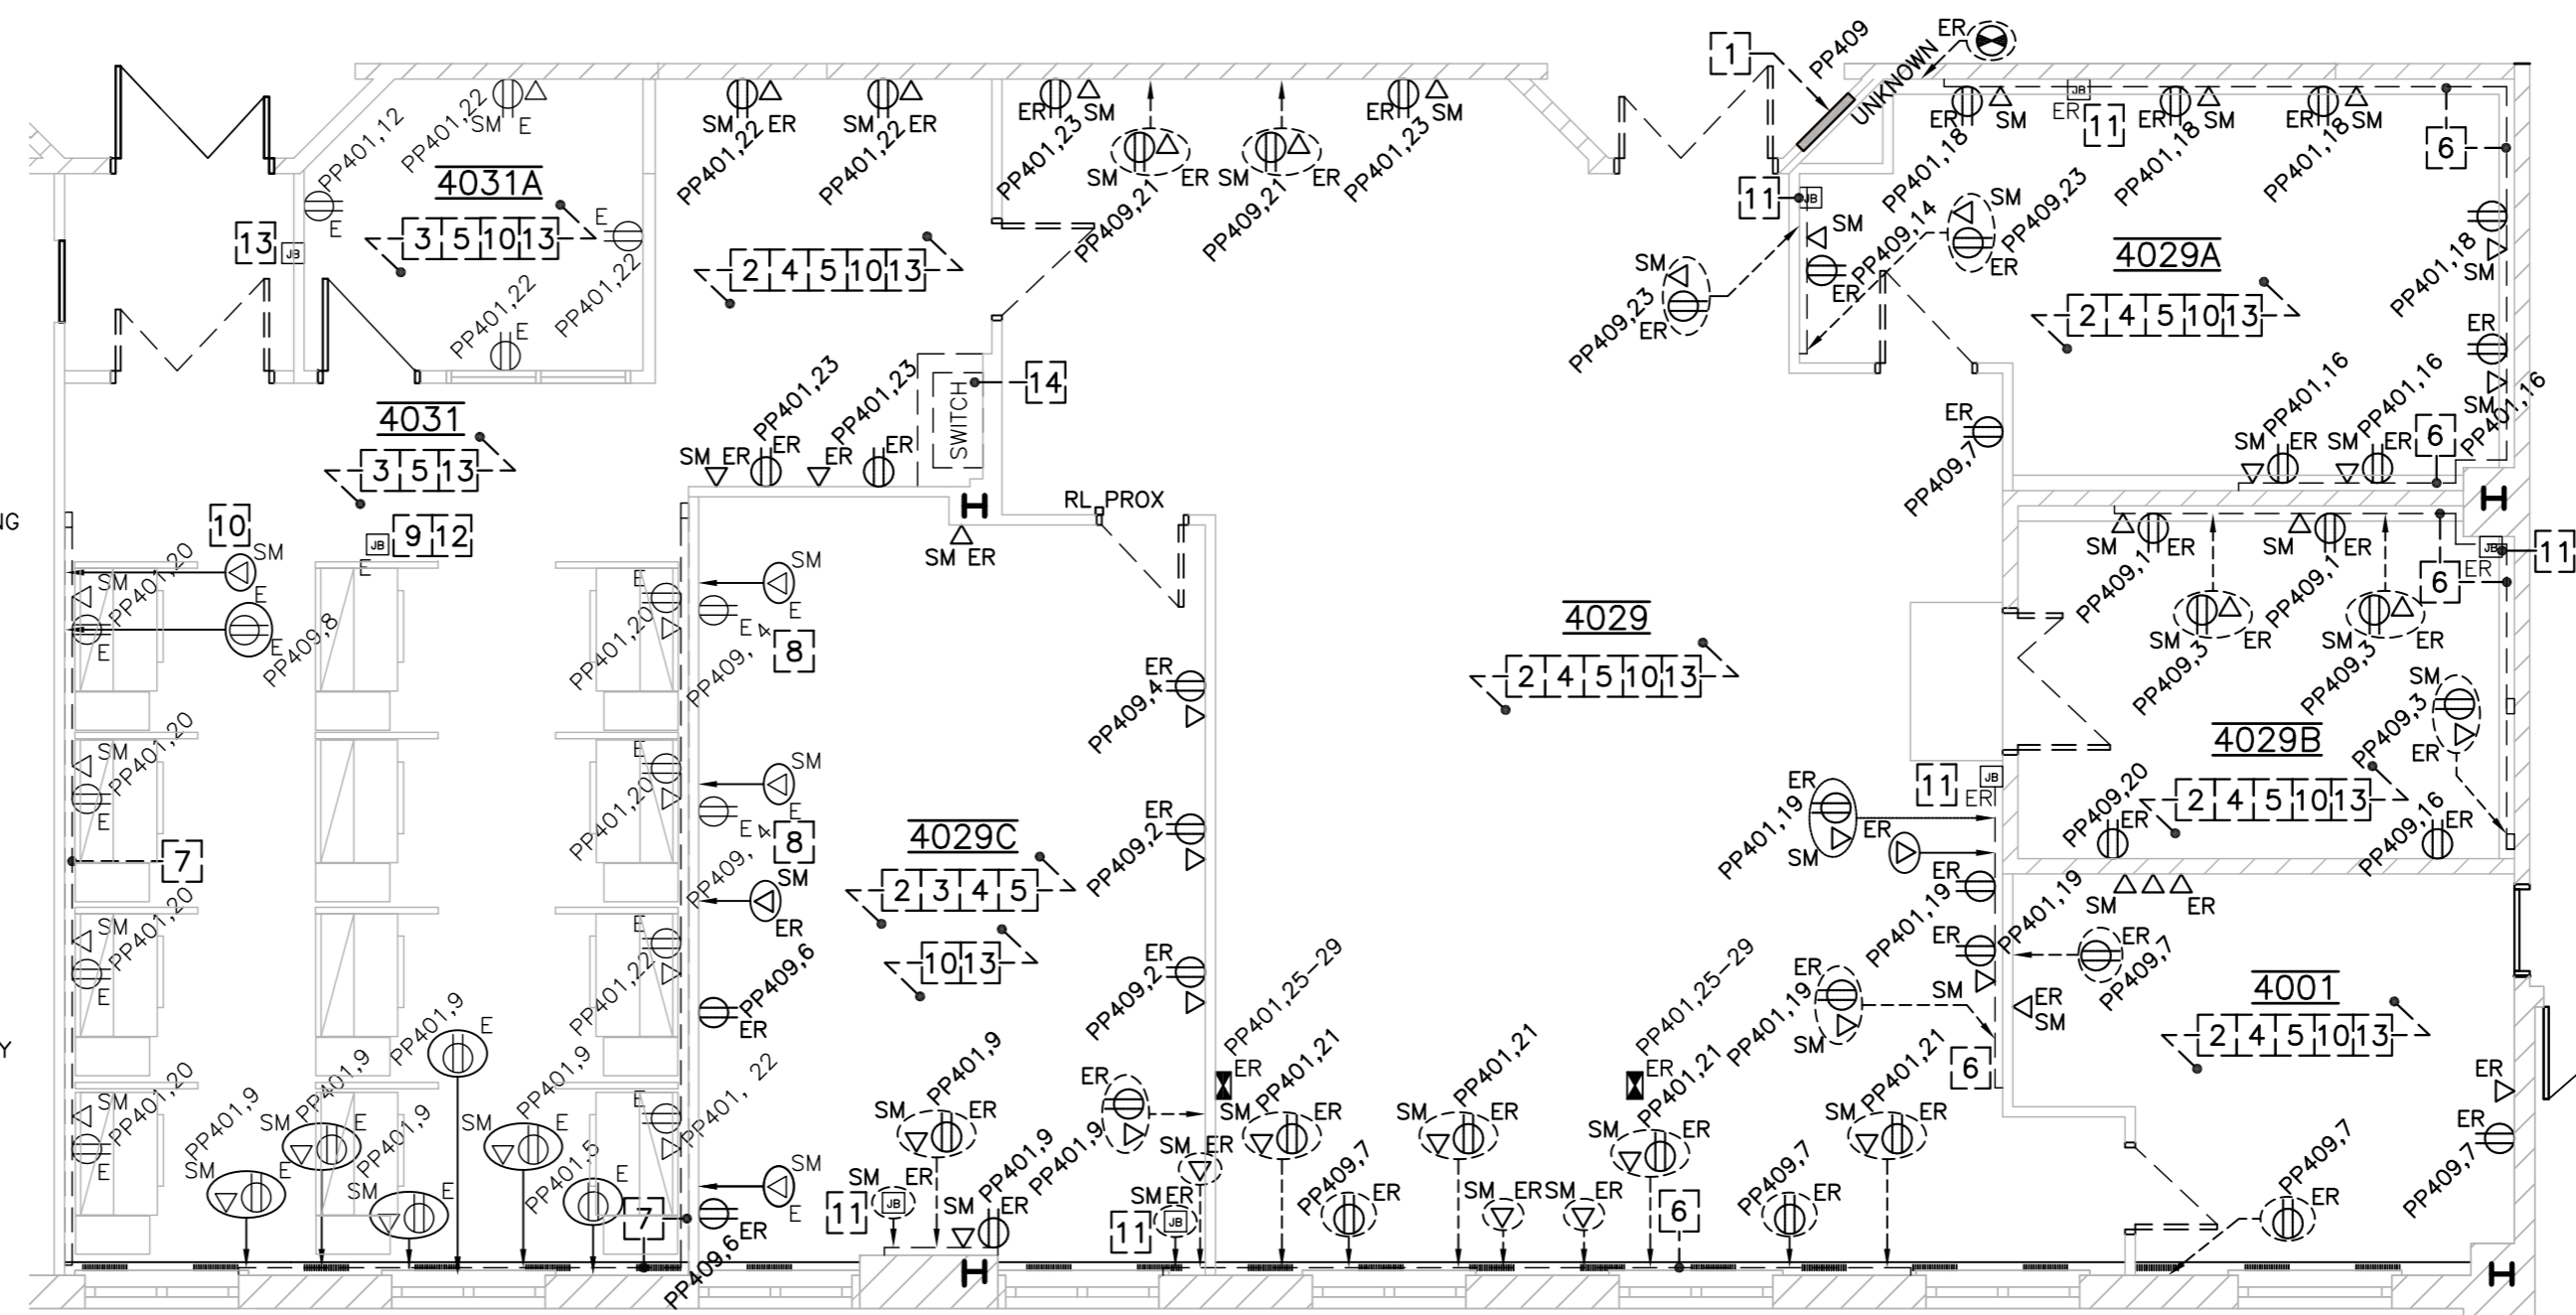 1
PP409
ER
UNKNOWN
PP401,12
PP401,22
SM E
4031A
3 5 10 13
E
E
PP401,22
E
PP401,22
13
JB
SM ER
PP401,22
SM ER
PP401,22
2 4 5 10 13
ER SM
PP401,23
SM ER
PP409,21
SM ER
PP409,21
ER SM
PP401,23
ER SM
PP401,18
JB
ER
11
ER SM
PP401,18
ER SM
PP401,18
6
11
JB
SM
ER
PP409,14
SM
ER
PP409,23
SM
ER
PP409,23
4029A
2 4 5 10 13
PP401,18
SM
ER
SM
PP401,16
SM ER
PP401,16
SM ER
PP401,16
6
4031
3 5 13
PP401,23
SM ER ER
PP401,23
ER ER
SWITCH
14
RL PROX
SM ER
ER
PP409,7
NG
10
SM
JB
E
9 12
SM
PP401,20
E
E
PP409,8
E
PP401,20
SM
E
PP409,4
8
SM
PP401,20
E
E
PP401,20
SM
E
PP409,4
8
7
SM
PP401,20
E
E
PP401,22
SM
ER
PP409,6
ER
SM
PP401,20
E
E
PP401,22
SM
E
PP409,6
ER
Y
PP401,9
SM E
PP401,9
SM E
PP401,9
SM E
PP401,9
E
PP401,9
E
PP401,5
E
7
4029C
2 3 4 5
10 13
ER
PP409,4
ER
PP409,2
ER
PP409,2
PP401,9
SM ER
11
SM ER
JB
PP401,9
SM ER
ER
PP401,9
SM ER
11
SM ER
JB
4029
2 4 5 10 13
PP401,25-29
ER
PP401,21
SM ER
PP409,7
ER
PP401,21
SM ER
SM ER
SM ER
PP401,25-29
ER
PP401,21
SM ER
6
PP409,7
ER
PP401,21
SM ER
11
JB
ER
ER
PP401,19
SM
ER
ER
PP401,19
ER
PP401,19
ER
SM
PP401,19
SM
6
SM ER
PP409,1
SM ER
PP409,1
JB
11
ER
6
SM ER
PP409,3
SM ER
PP409,3
SM
PP409,3
ER
4029B
2 4 5 10 13
PP409,20
ER
PP409,16
ER
SM ER
ER
PP409,7
ER
SM
4001
2 4 5 10 13
ER
ER
PP409,7
PP409,7
ER